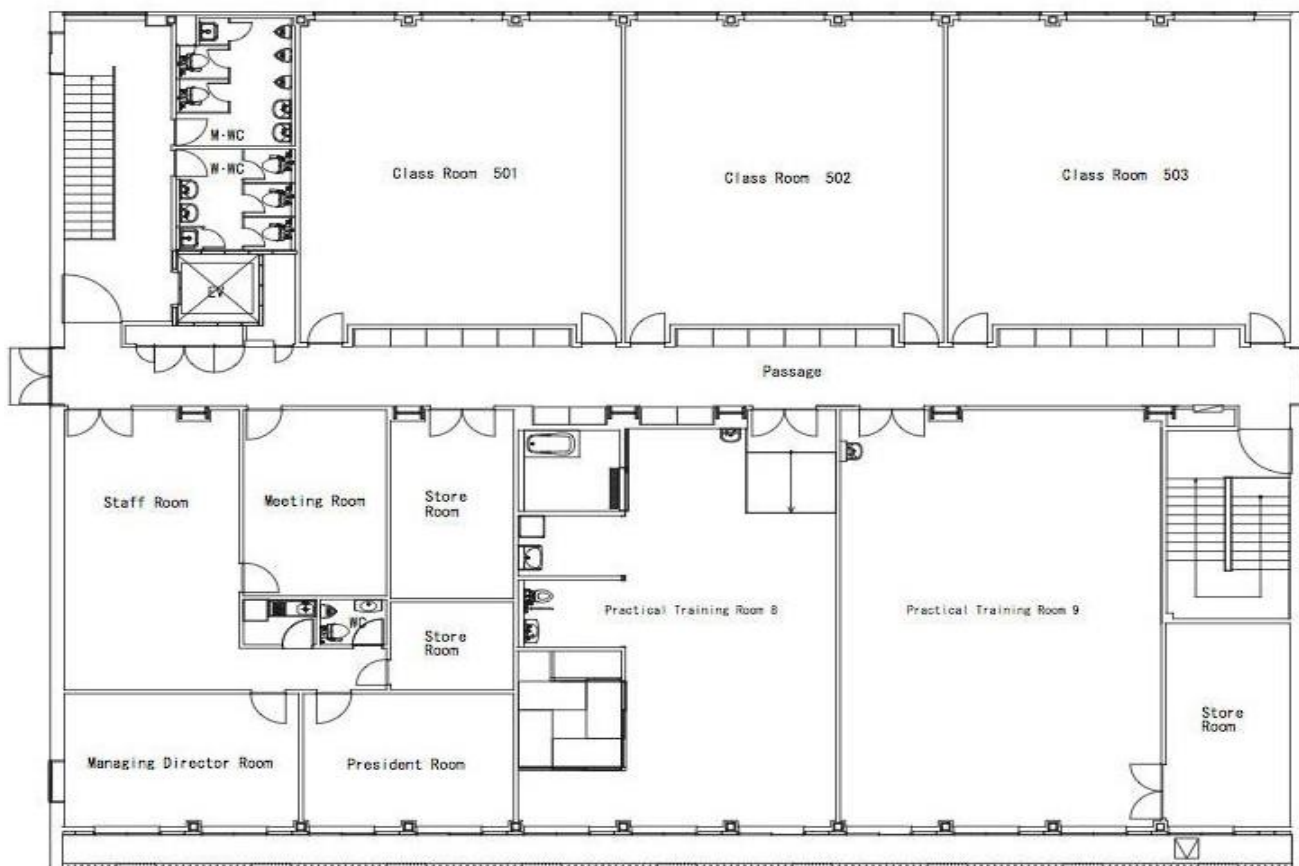 M-WC
W-WC
EV
Class Room 501
Class Room 502
Class Room 503
Passage
Staff Room
Meeting Room
Store
Room
WC
Store
Room
Practical Training Room 8
Practical Training Room 9
Store
Room
Managing Director Room
President Room